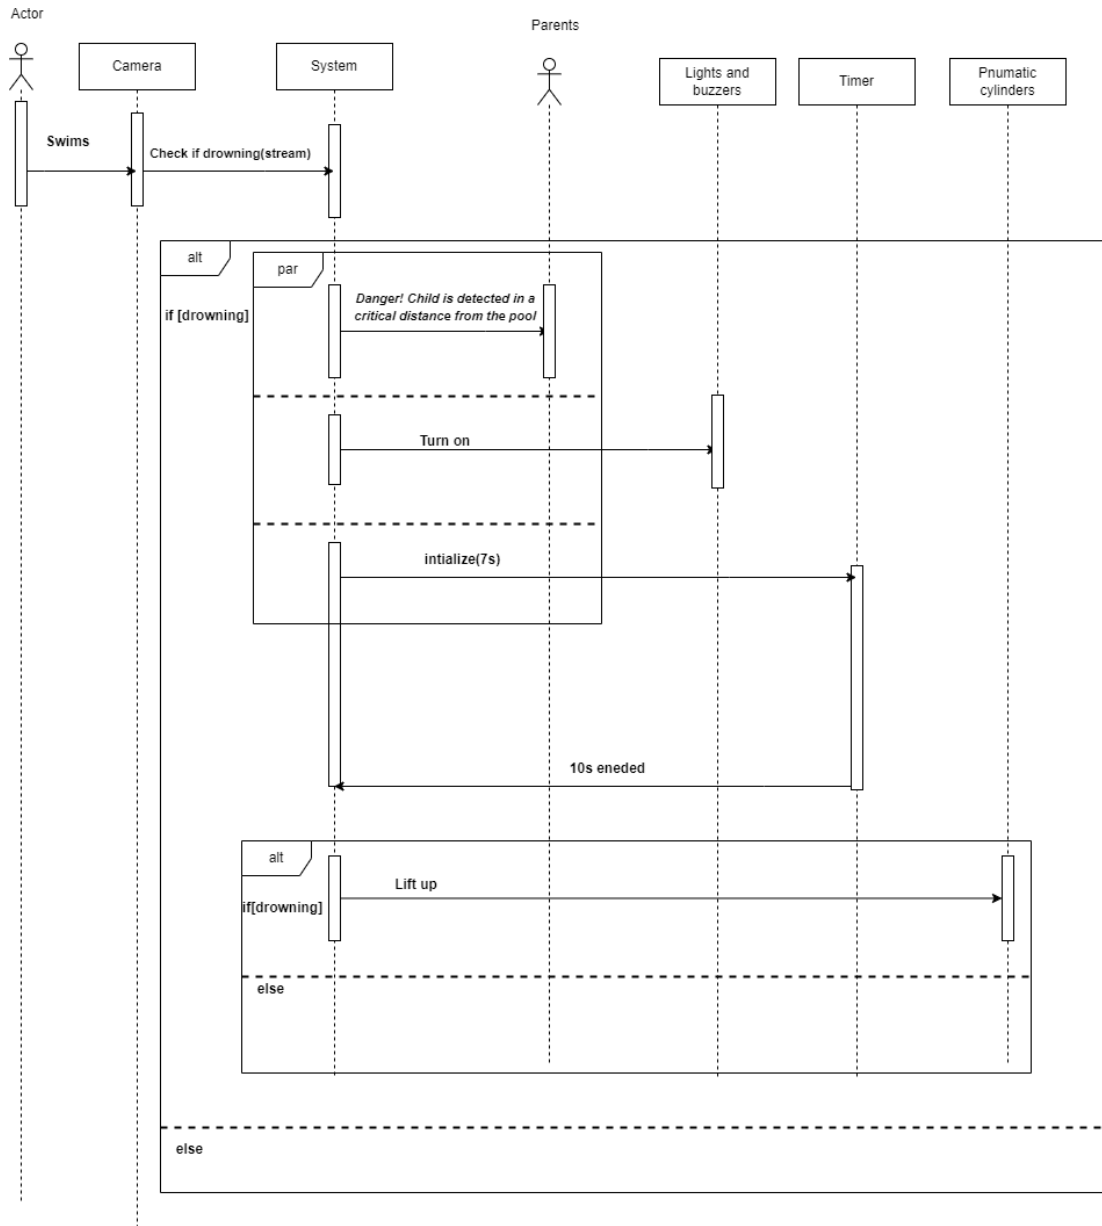 Actor
Parents
Camera
System
Lights and
buzzers
Timer
Pnumatic
cylinders
Swims
Check if drowning(stream)
alt
par
if [drowning]
Danger! Child is detected in a
critical distance from the pool
Turn on
intialize(7s)
10s eneded
alt
if[drowning]
Lift up
else
else